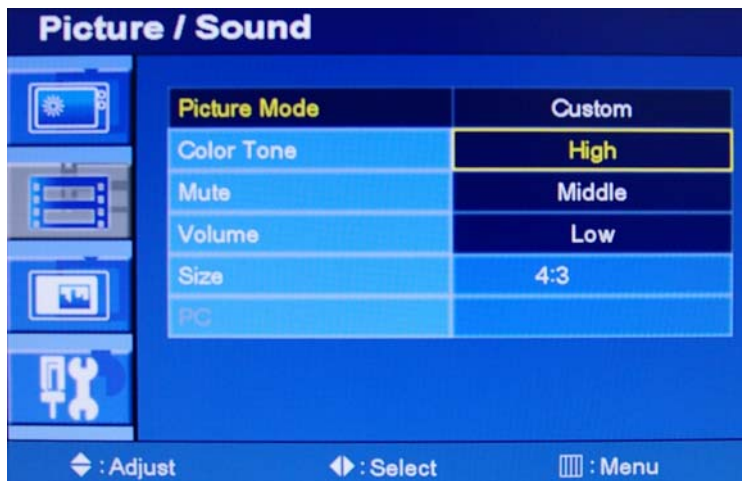 Picture / Sound
Picture Mode Custom
Color Tone High
Mute Middle
Volume Low
Size 4:3
PC
: Adjust : Select : Menu